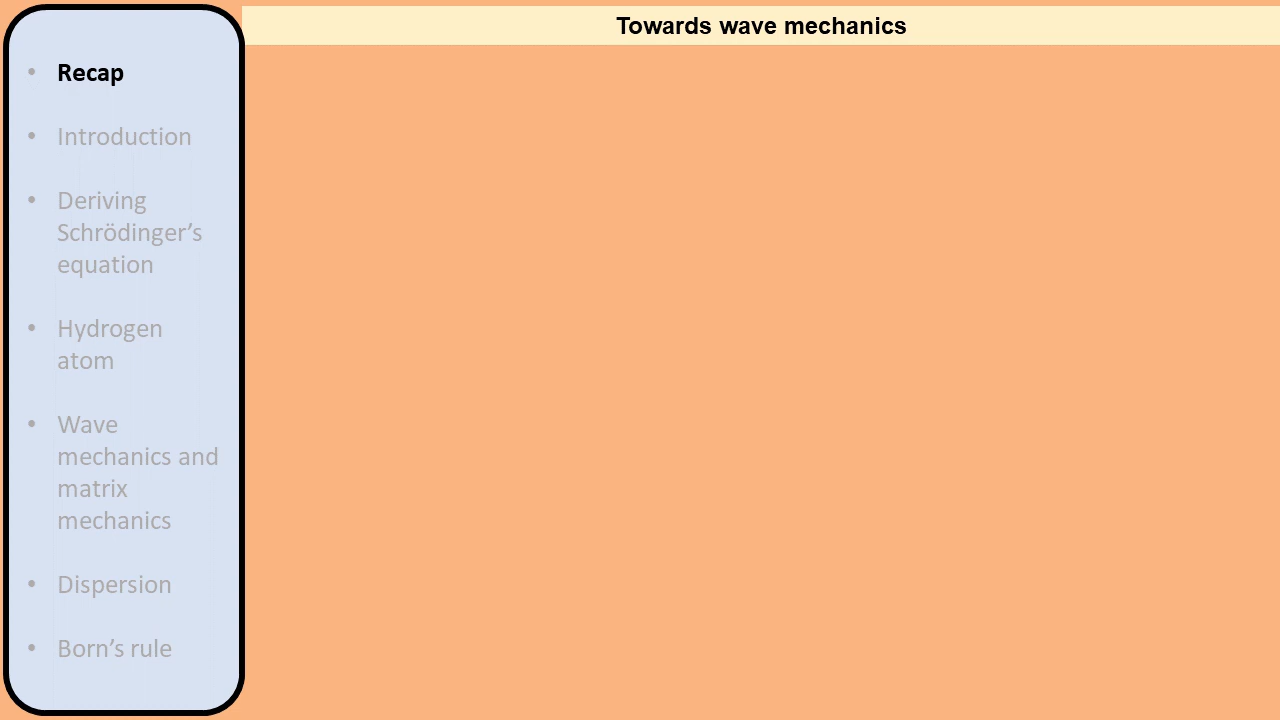 Towards wave mechanics
• Recap
• Introduction
• Deriving
Schrödinger’s
equation
• Hydrogen
atom
• Wave
mechanics and
matrix
mechanics
• Dispersion
• Born’s rule